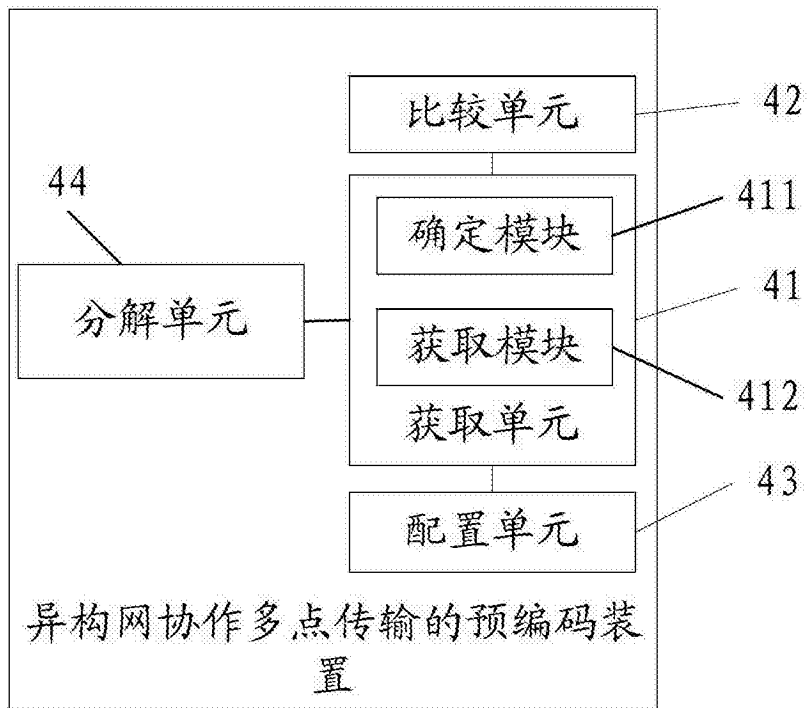 比较单元
42
44
确定模块
411
分解单元
41
获取模块
412
获取单元
配置单元
43
异构网协作多点传输的预编码装
置